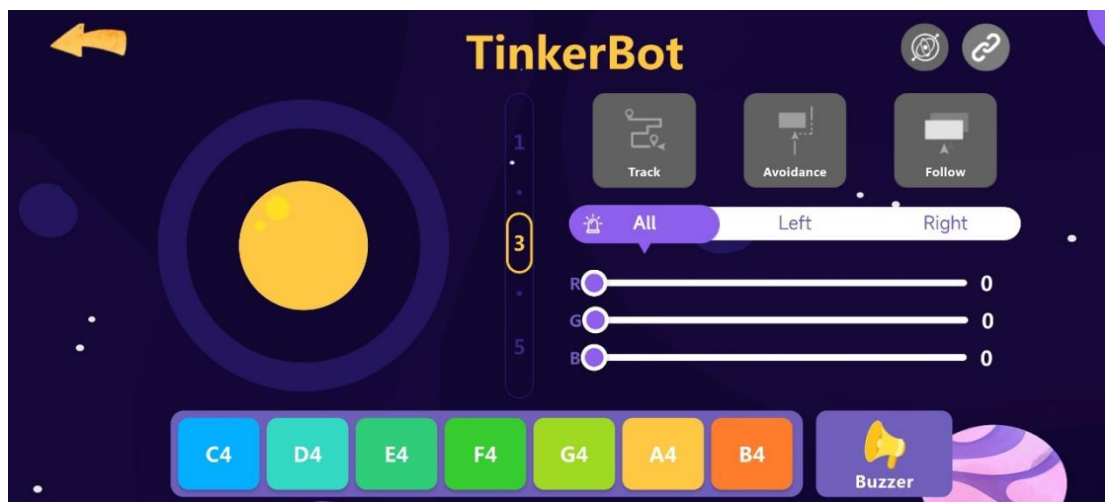 TinkerBot
1
3
5
Track
Avoidance
Follow
All
Left
Right
R 0
G 0
B 0
C4
D4
E4
F4
G4
A4
B4
Buzzer